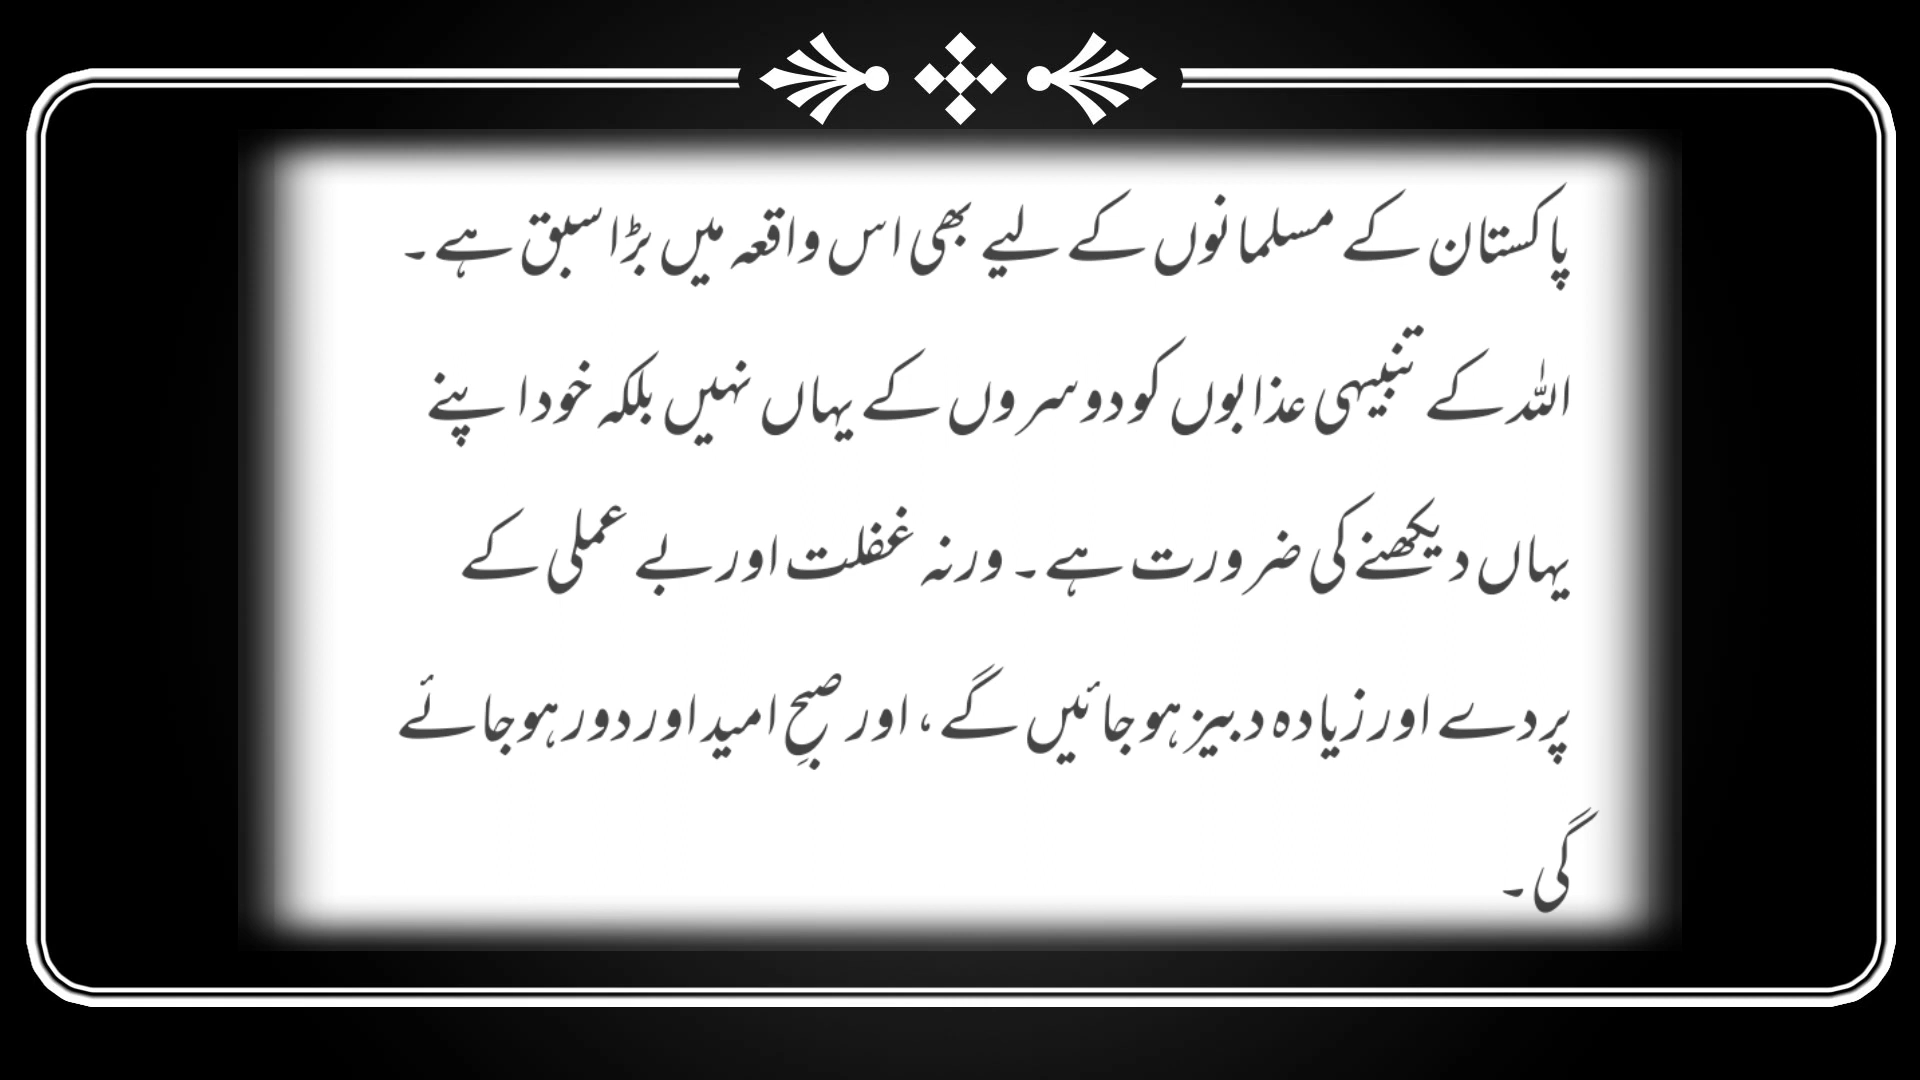 پاکستان کے مسلمانوں کے لیے بھی اس واقعہ میں بڑا سبق ہے۔
اللہ کے تنبیہی عذابوں کو دوسروں کے یہاں نہیں بلکہ خود اپنے
یہاں دیکھنے کی ضرورت ہے۔ ورنہ غفلت اور بے عملی کے
پردے اور زیادہ دبیز ہو جائیں گے، اور صبحِ امید اور دور ہو جائے
گی۔